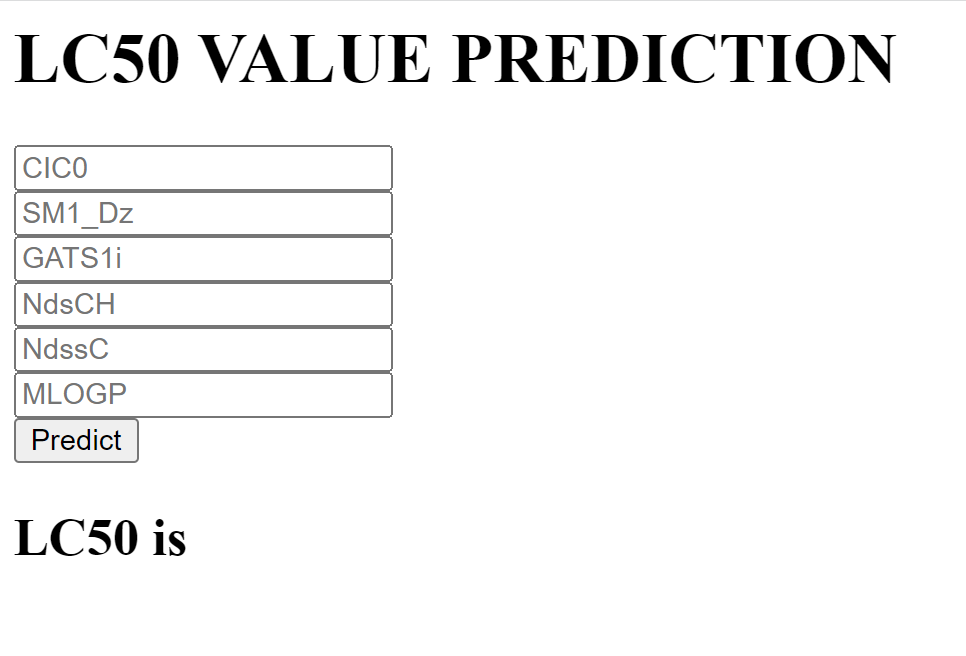 LC50 VALUE PREDICTION
CIC0
SM1_Dz
GATS1i
NdsCH
NdssC
MLOGP
Predict
LC50 is